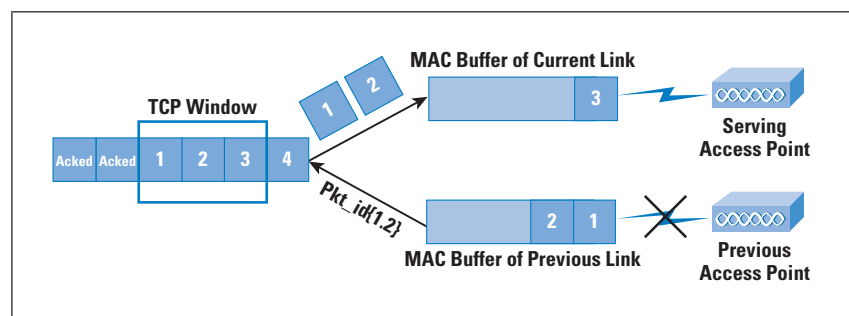 MAC Buffer of Current Link
1
2
3
TCP Window
Serving
Access Point
Acked Acked 1 2 3 4
Pkt_id{1.2}
2 1
MAC Buffer of Previous Link
Previous
Access Point